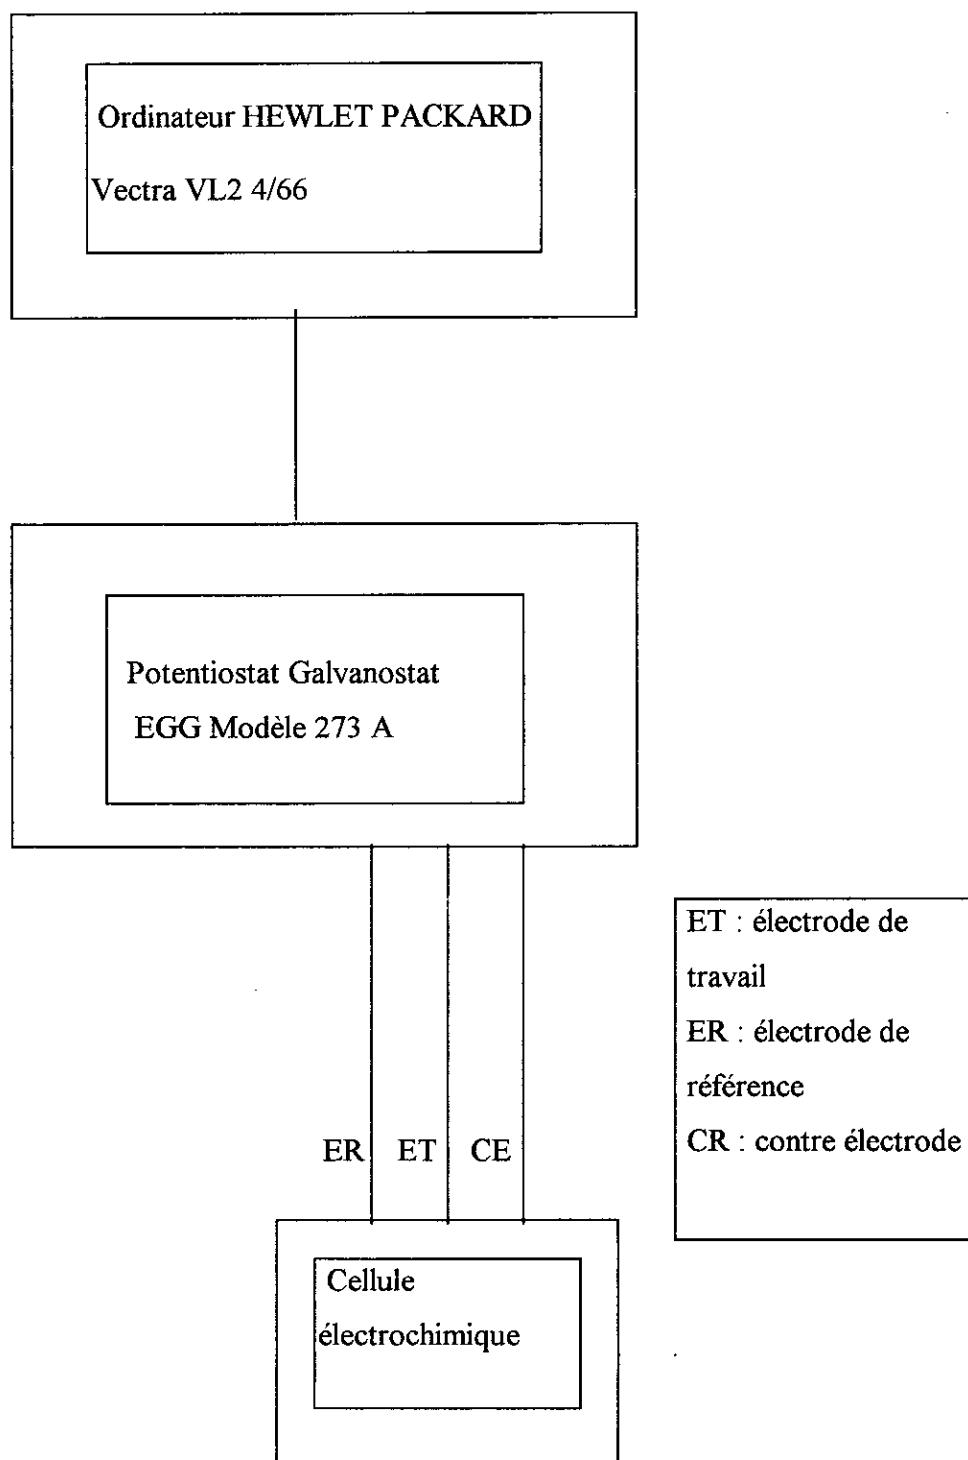 Ordinateur HEWLET PACKARD
Vectra VL2 4/66
Potentiostat Galvanostat
EGG Modèle 273 A
ET : électrode de
travail
ER : électrode de
référence
CR : contre électrode
ER ET CE
Cellule
électrochimique